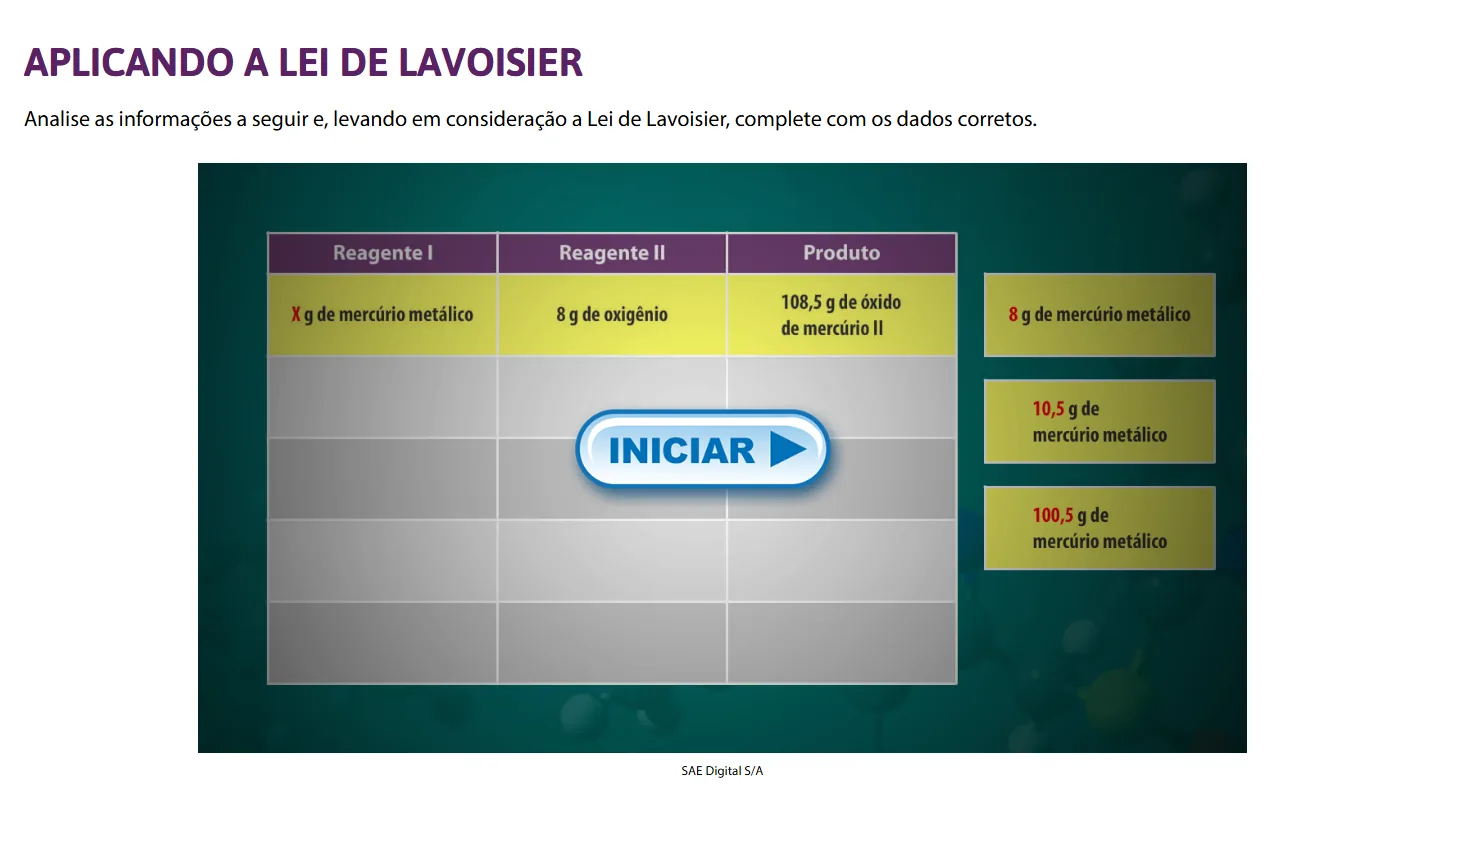 APLICANDO A LEI DE LAVOISIER
Analise as informações a seguir e, levando em consideração a Lei de Lavoisier, complete com os dados corretos.
Reagente I
Reagente II
Produto
X g de mercúrio metálico
8 g de oxigênio
108,5 g de óxido
de mercúrio II
8 g de mercúrio metálico
10,5 g de
mercúrio metálico
INICIAR
100,5 g de
mercúrio metálico
SAE Digital S/A